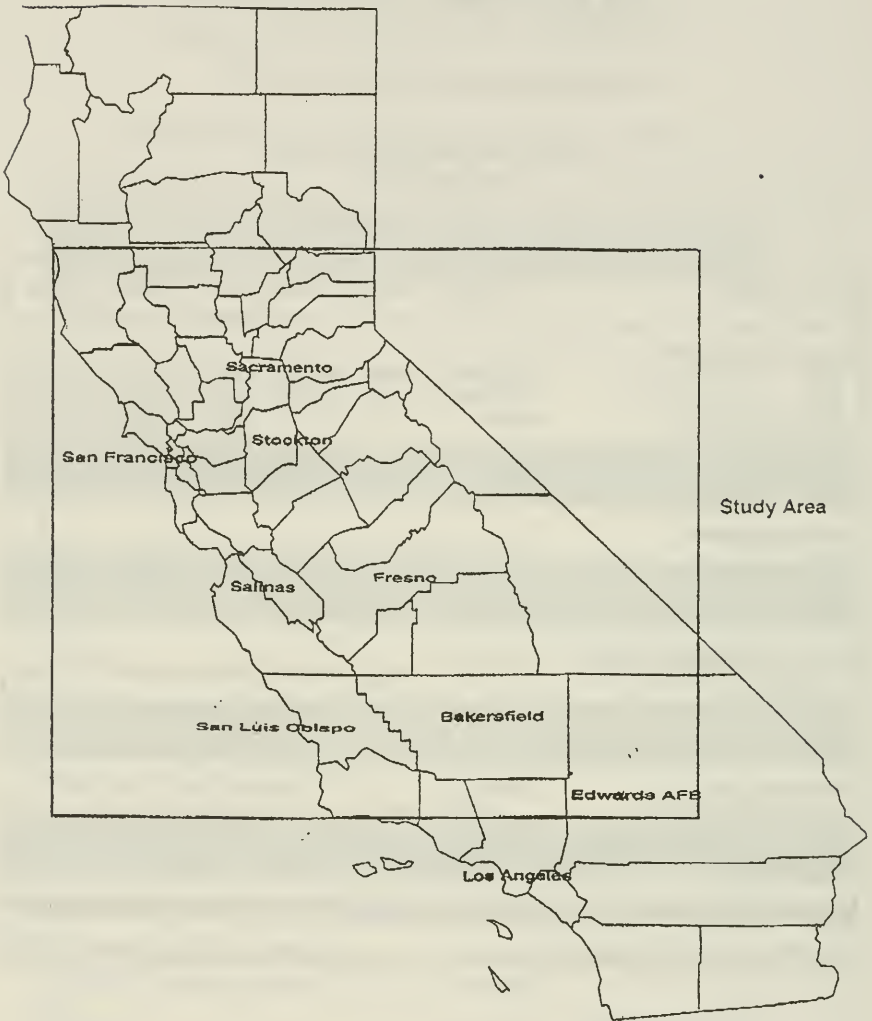 Sacramento
Stockton
San Francisco
Study Area
Fresno
Salinas
Bakersfield
San Luis Obispo
Edwards AFB
Los Angeles